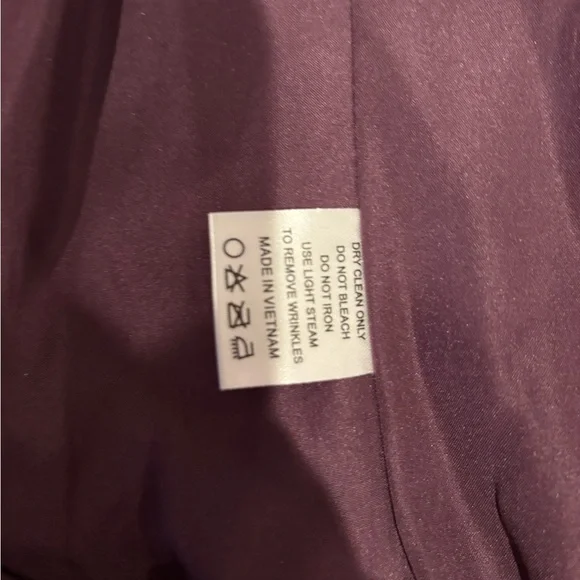 DRY CLEAN ONLY
DO NOT BLEACH
DO NOT IRON
USE LIGHT STEAM
TO REMOVE WRINKLES
MADE IN VIETNAM